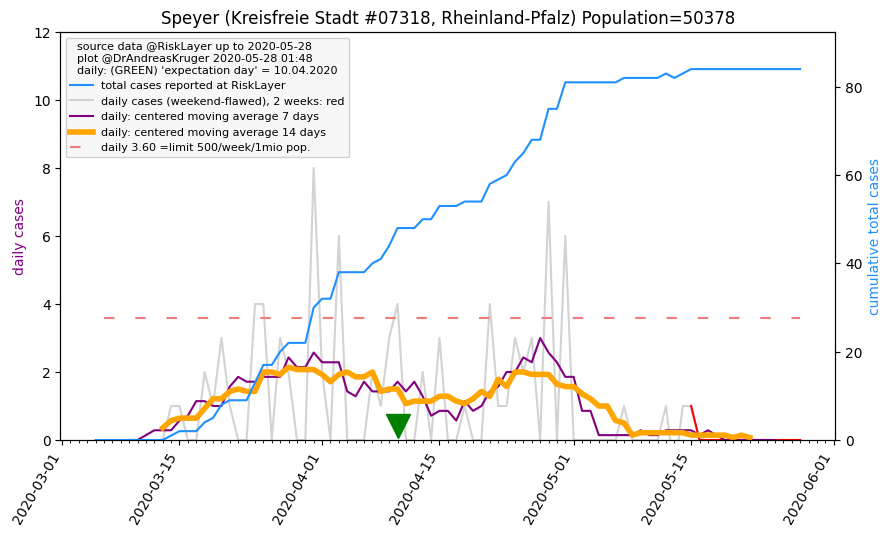 Speyer (Kreisfreie Stadt #07318, Rheinland-Pfalz) Population=50378
source data @RiskLayer up to 2020-05-28
plot @DrAndreasKruger 2020-05-28 01:48
daily: (GREEN) 'expectation day' = 10.04.2020
total cases reported at RiskLayer
daily cases (weekend-flawed), 2 weeks: red
daily: centered moving average 7 days
daily: centered moving average 14 days
daily 3.60 =limit 500/week/1mio pop.
daily cases
12
10
8
6
4
2
0
cumulative total cases
80
60
40
20
0
2020-03-01
2020-03-15
2020-04-01
2020-04-15
2020-05-01
2020-05-15
2020-06-01